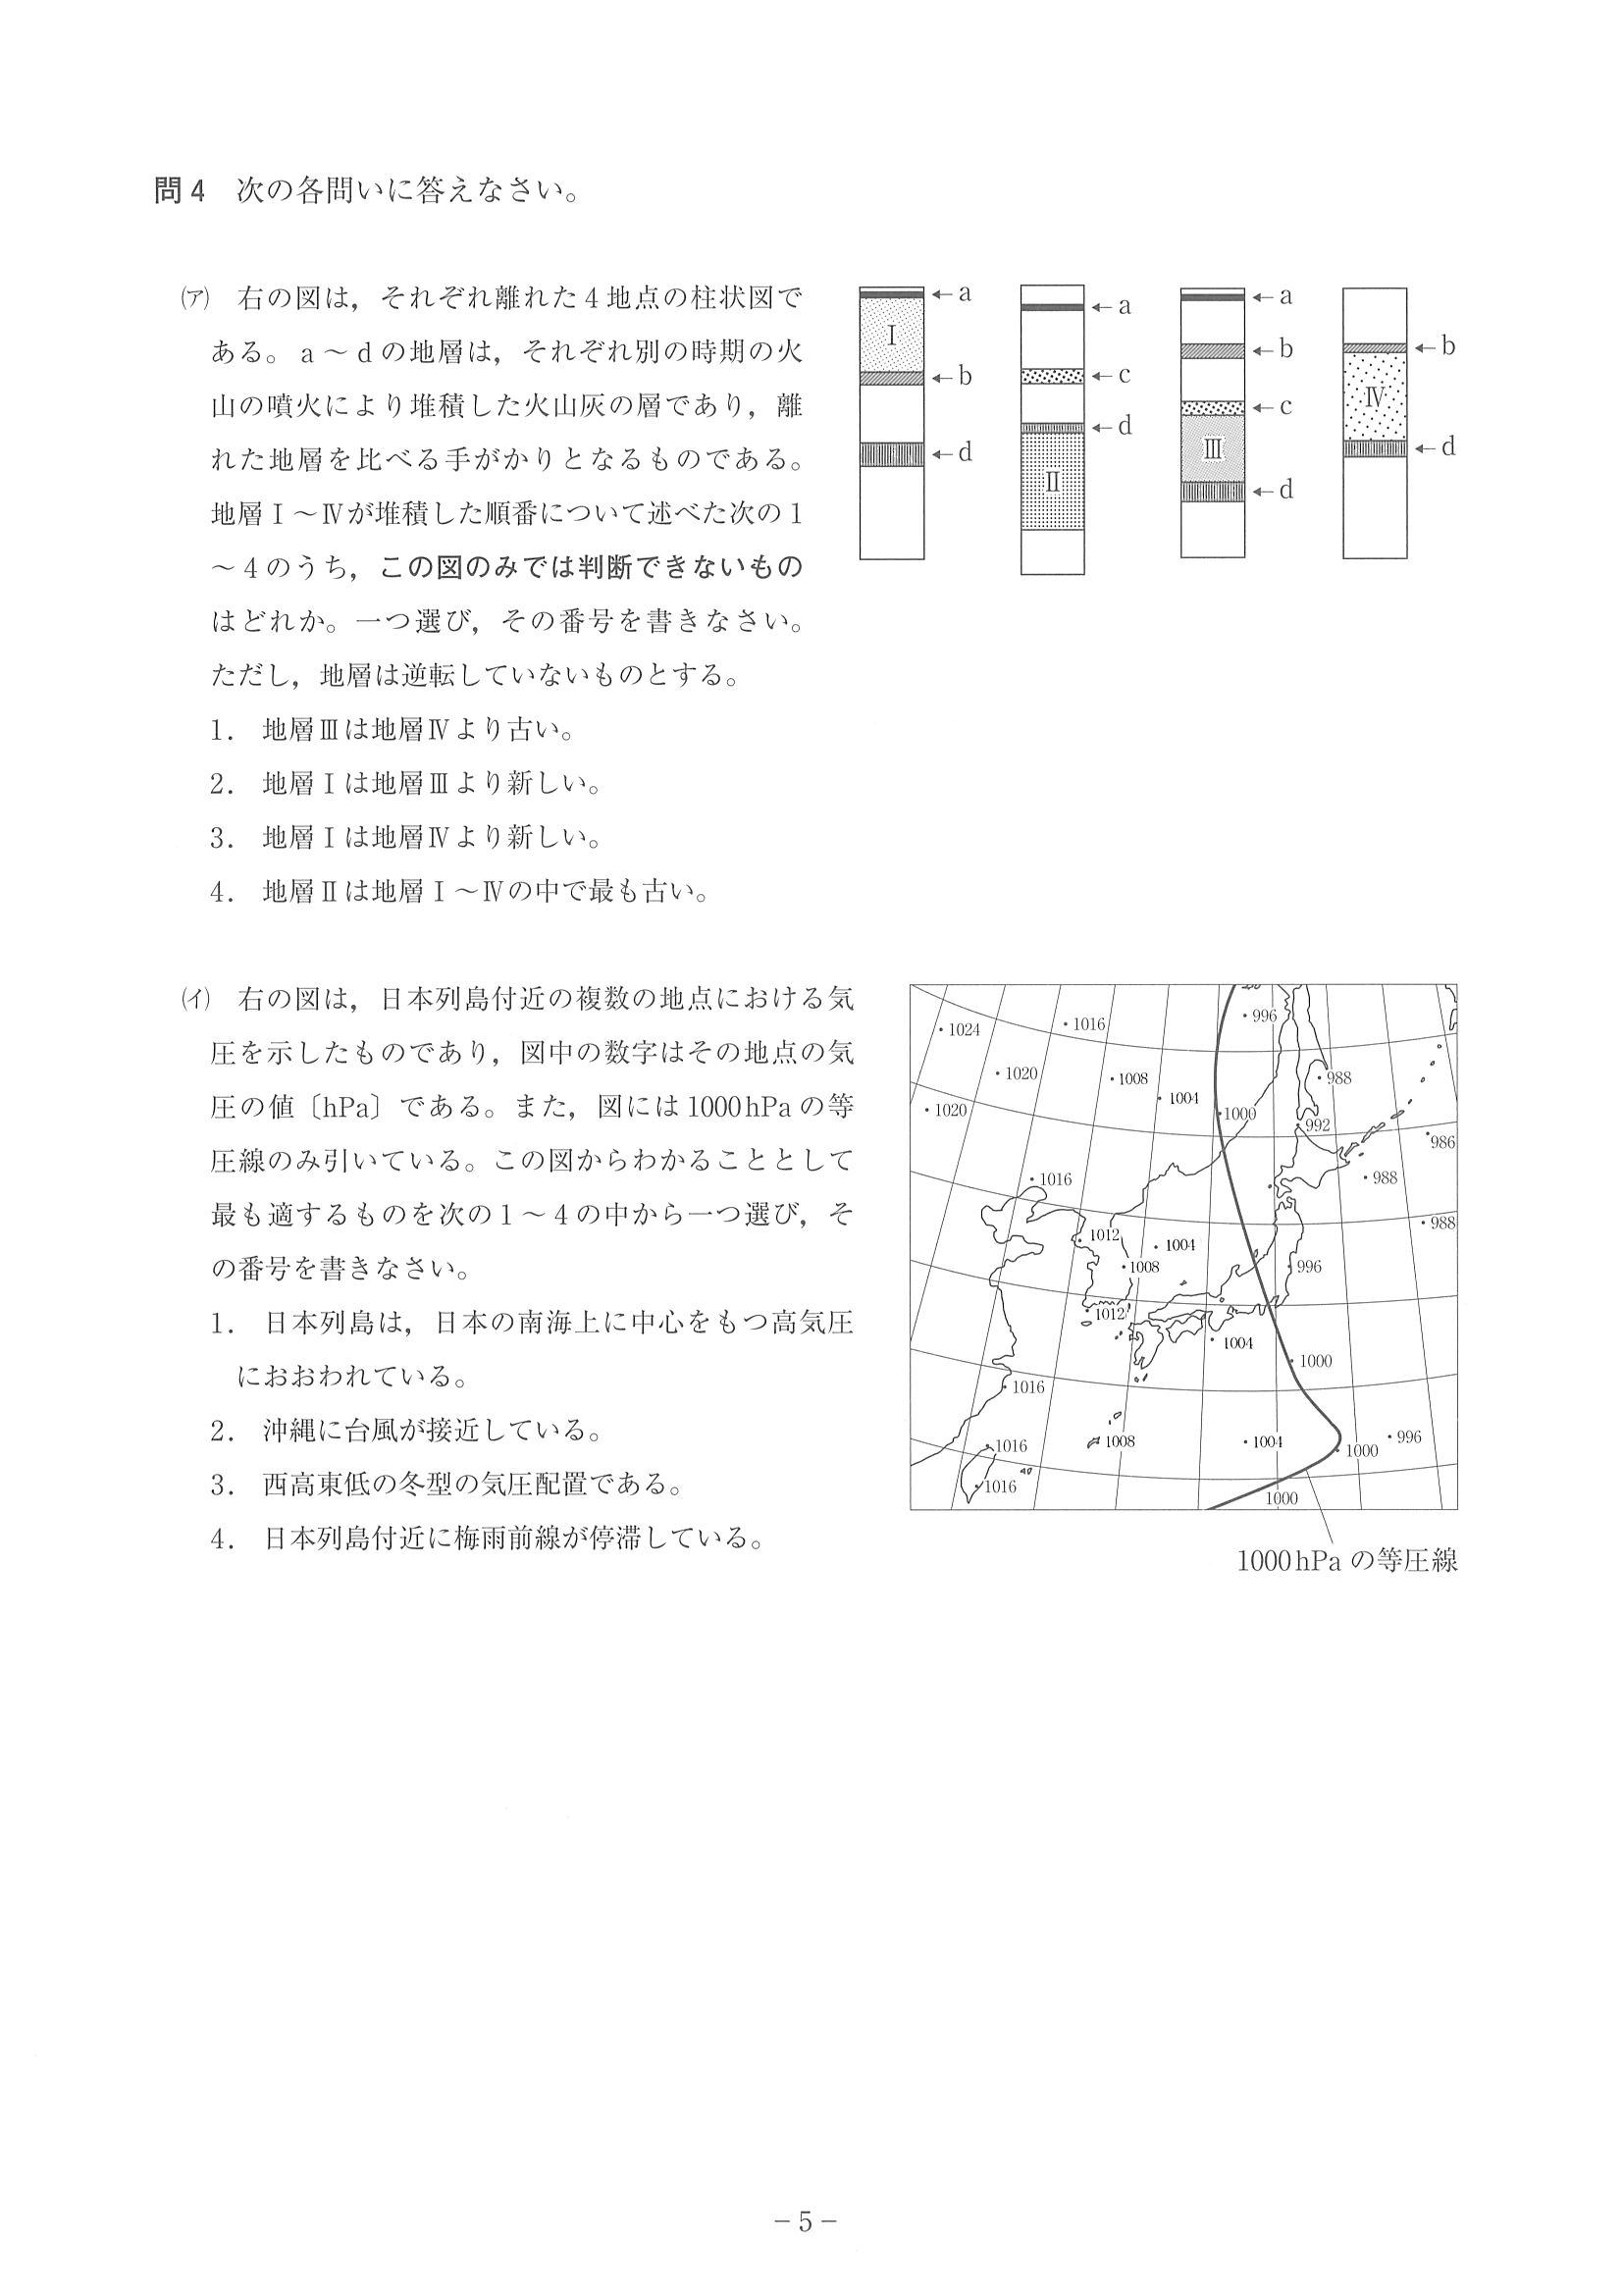 問4 次の各問いに答えなさい。
(ア) 右の図は，それぞれ離れた4地点の柱状図で
ある。a～dの地層は，それぞれ別の時期の火
山の噴火により堆積した火山灰の層であり，離
れた地層を比べる手がかりとなるものである。
地層Ⅰ～Ⅳが堆積した順番について述べた次の1
～4のうち，この図のみでは判断できないもの
はどれか。一つ選び，その番号を書きなさい。
ただし，地層は逆転していないものとする。
1. 地層Ⅲは地層Ⅳより古い。
2. 地層Ⅰは地層Ⅲより新しい。
3. 地層Ⅰは地層Ⅳより新しい。
4. 地層Ⅱは地層Ⅰ～Ⅳの中で最も古い。
Ⅰ ←a ←b ←d
Ⅱ ←a ←c ←d
Ⅲ ←a ←b ←c ←d
Ⅳ ←b ←d
(イ) 右の図は，日本列島付近の複数の地点における気
圧を示したものであり，図中の数字はその地点の気
圧の値〔hPa〕である。また，図には1000hPaの等
圧線のみ引いている。この図からわかることとして
最も適するものを次の1～4の中から一つ選び，そ
の番号を書きなさい。
1. 日本列島は，日本の南海上に中心をもつ高気圧
におおわれている。
2. 沖縄に台風が接近している。
3. 西高東低の冬型の気圧配置である。
4. 日本列島付近に梅雨前線が停滞している。
・1024 ・1016 ・996
・1020 ・1008 ・988
・1020 ・1004 ・1000 992
・986
・1016 ・988
・988
・1012 ・1004
・1008 996
・1012
・1004
・1000
・1016
・1016 1008 ・1004 ・1000 ・996
・1016 1000
1000hPaの等圧線
－5－